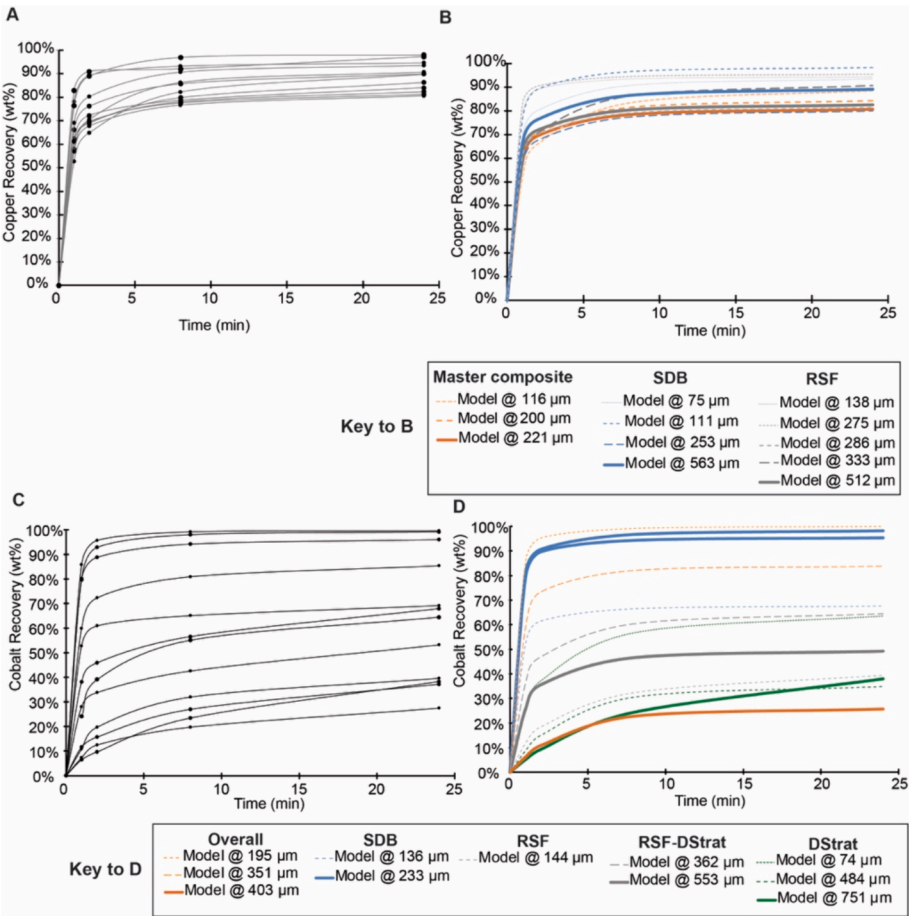 A
Copper Recovery (wt%)
100%
90%
80%
70%
60%
50%
40%
30%
20%
10%
0%
0 5 10 15 20 25
Time (min)
B
Copper Recovery (wt%)
100%
90%
80%
70%
60%
50%
40%
30%
20%
10%
0%
0 5 10 15 20 25
Time (min)
Key to B
Master composite
Model @ 116 µm
Model @200 µm
Model @ 221 µm
SDB
Model @ 75 µm
Model @ 111 µm
Model @ 253 µm
Model @ 563 µm
RSF
Model @ 138 µm
Model @ 275 µm
Model @ 286 µm
Model @ 333 µm
Model @ 512 µm
C
Cobalt Recovery (wt%)
100%
90%
80%
70%
60%
50%
40%
30%
20%
10%
0%
0 5 10 15 20 25
Time (min)
D
Cobalt Recovery (wt%)
100%
90%
80%
70%
60%
50%
40%
30%
20%
10%
0%
0 5 10 15 20 25
Time (min)
Key to D
Overall
Model @ 195 µm
Model @ 351 µm
Model @ 403 µm
SDB
Model @ 136 µm
Model @ 233 µm
RSF
Model @ 144 µm
RSF-DStrat
Model @ 362 µm
Model @ 553 µm
DStrat
Model @ 74 µm
Model @ 484 µm
Model @ 751 µm